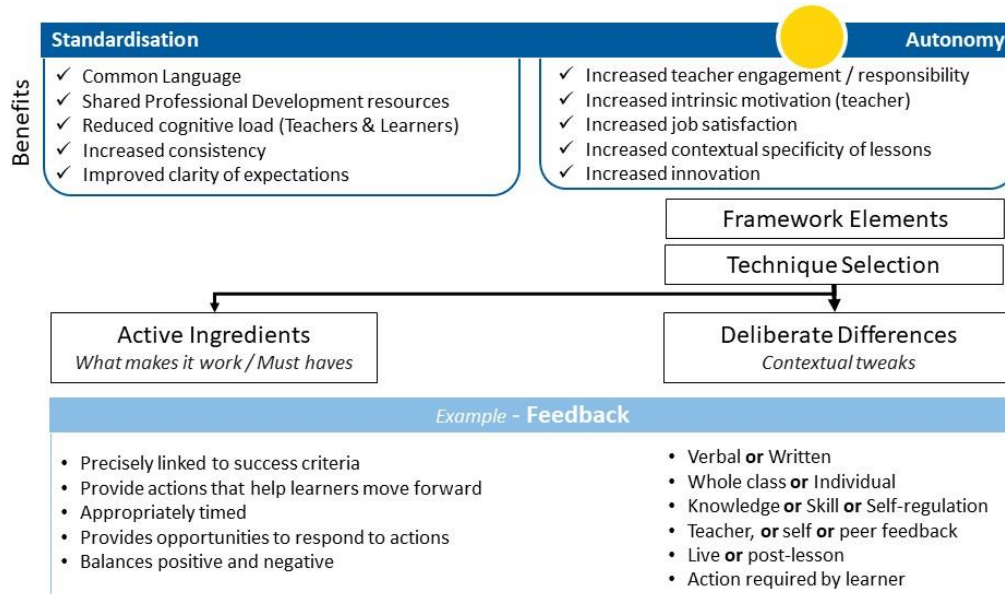 Standardisation
Autonomy
Benefits
✓ Common Language
✓ Shared Professional Development resources
✓ Reduced cognitive load (Teachers & Learners)
✓ Increased consistency
✓ Improved clarity of expectations
✓ Increased teacher engagement / responsibility
✓ Increased intrinsic motivation (teacher)
✓ Increased job satisfaction
✓ Increased contextual specificity of lessons
✓ Increased innovation
Framework Elements
Technique Selection
Active Ingredients
What makes it work / Must haves
Deliberate Differences
Contextual tweaks
Example - Feedback
• Precisely linked to success criteria
• Provide actions that help learners move forward
• Appropriately timed
• Provides opportunities to respond to actions
• Balances positive and negative
• Verbal or Written
• Whole class or Individual
• Knowledge or Skill or Self-regulation
• Teacher, or self or peer feedback
• Live or post-lesson
• Action required by learner